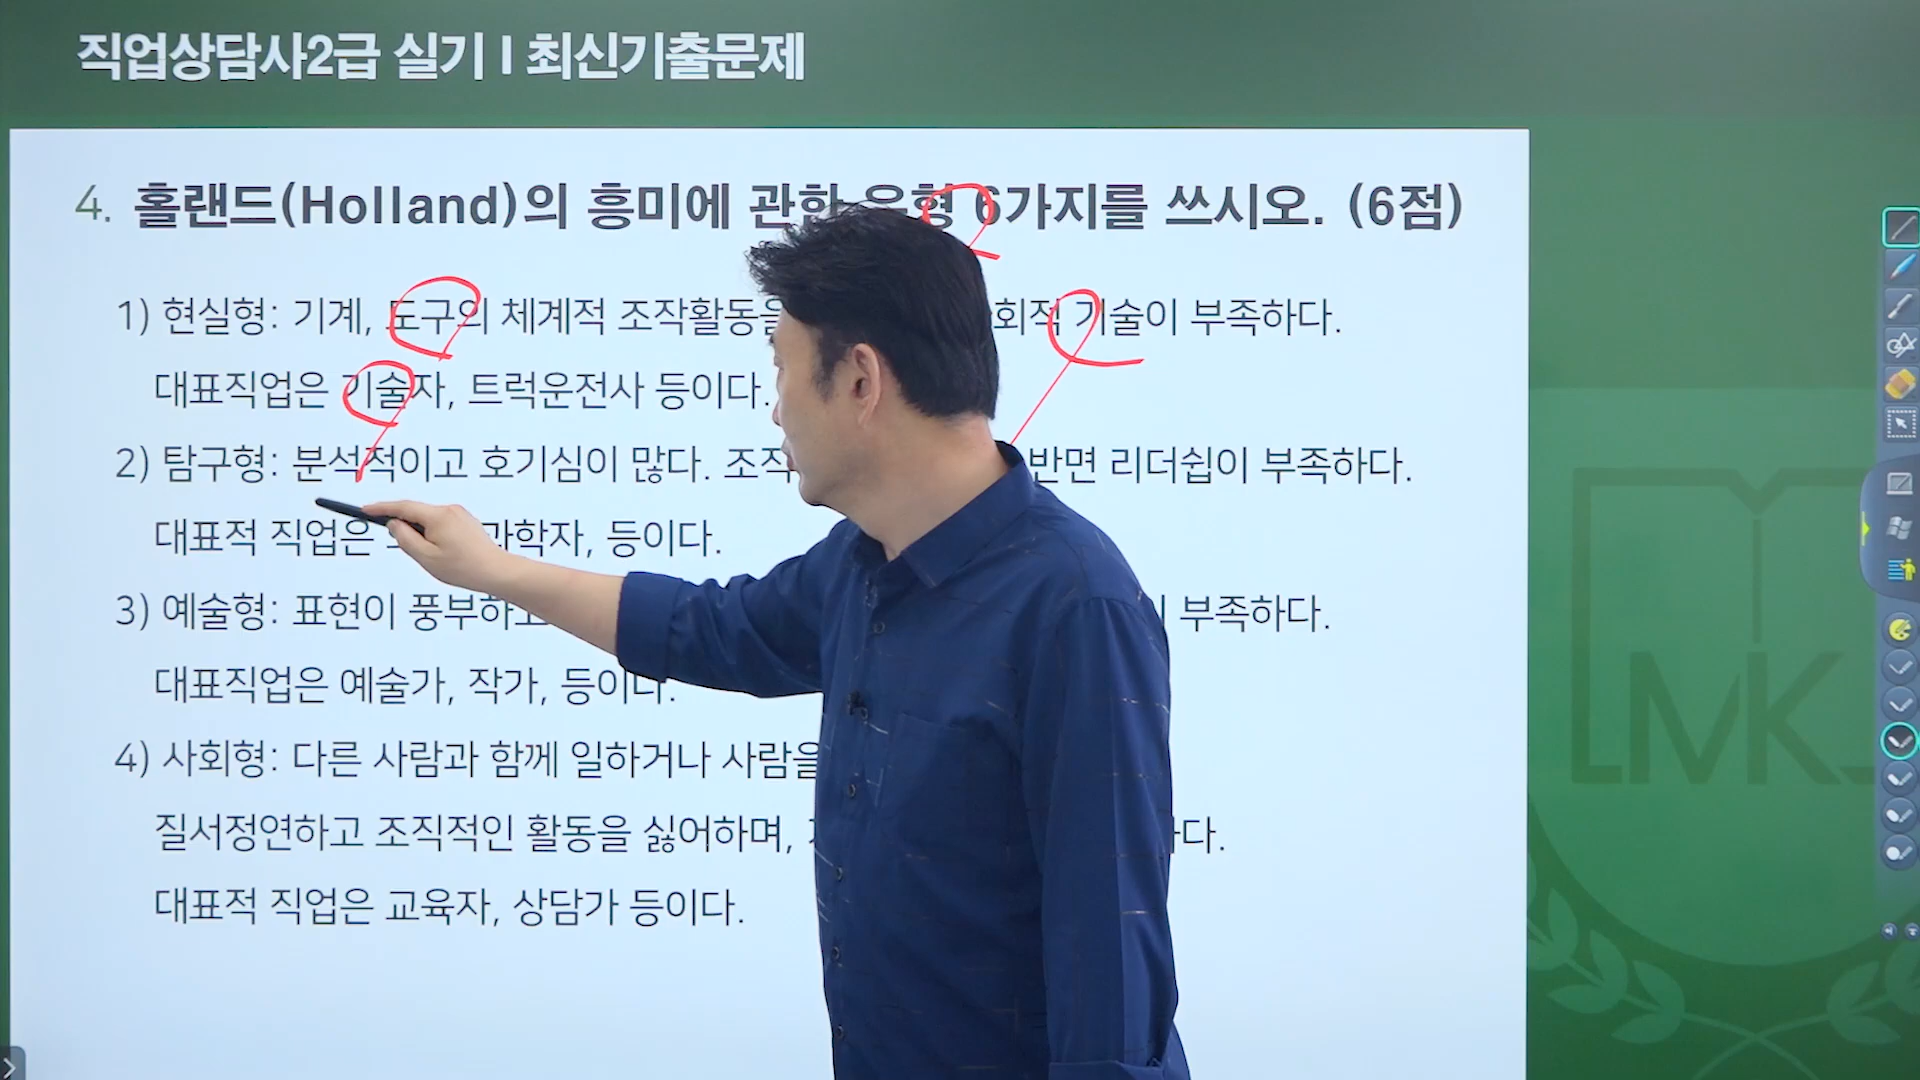 직업상담사2급 실기 I 최신기출문제
4. 홀랜드(Holland)의 흥미에 관한 유형 6가지를 쓰시오. (6점)
1) 현실형: 기계, 도구의 체계적 조작활동을 회적 기술이 부족하다.
대표직업은 기술자, 트럭운전사 등이다.
2) 탐구형: 분석적이고 호기심이 많다. 조직 반면 리더쉽이 부족하다.
대표적 직업은 과학자, 등이다.
3) 예술형: 표현이 풍부하고 부족하다.
대표직업은 예술가, 작가, 등이다.
4) 사회형: 다른 사람과 함께 일하거나 사람을
질서정연하고 조직적인 활동을 싫어하며, 하다.
대표적 직업은 교육자, 상담가 등이다.
MK